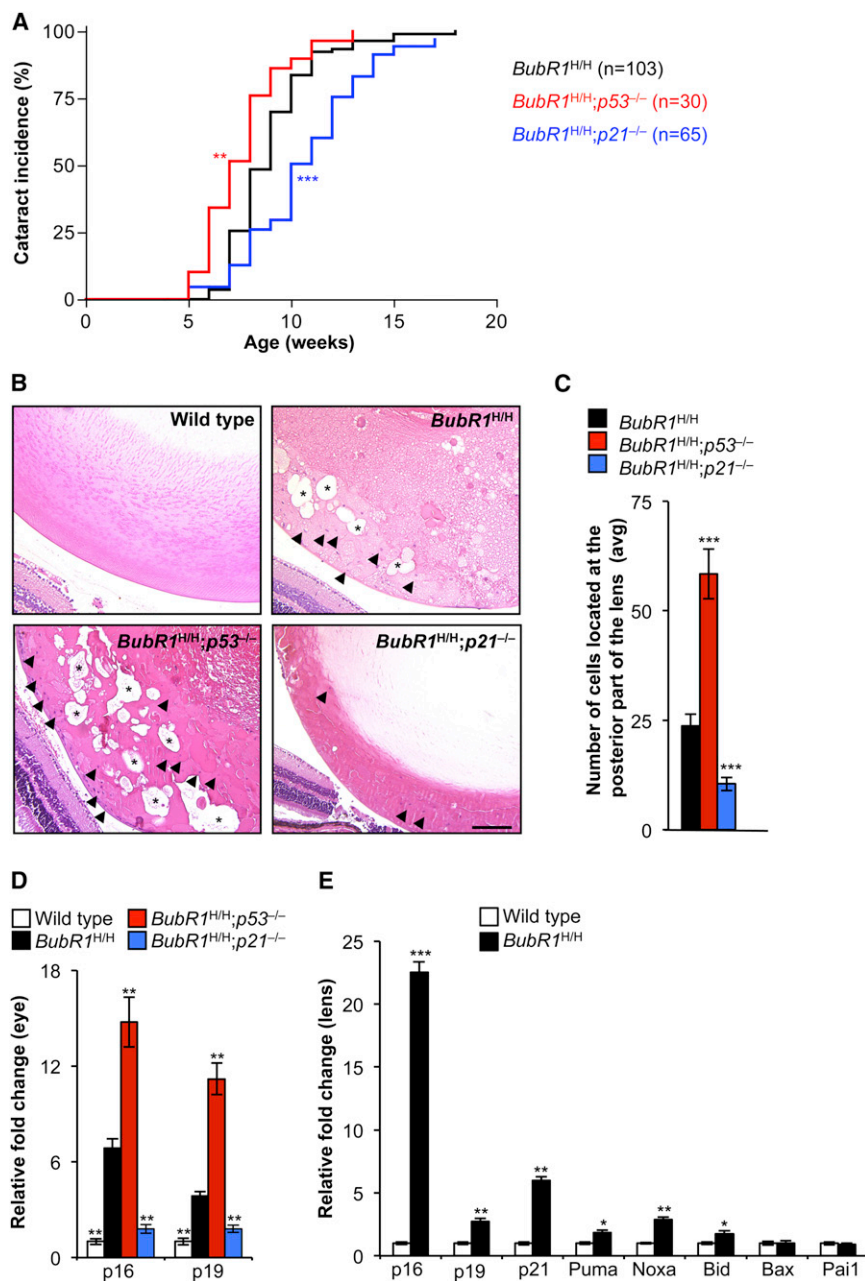 A
Cataract incidence (%)
100
75
50
25
0
0 5 10 15 20
Age (weeks)
**
***
BubR1H/H (n=103)
BubR1H/H;p53–/– (n=30)
BubR1H/H;p21–/– (n=65)
B
Wild type
BubR1H/H
* * * *
BubR1H/H;p53–/–
* * * * * * *
BubR1H/H;p21–/–
C
BubR1H/H
BubR1H/H;p53–/–
BubR1H/H;p21–/–
Number of cells located at the
posterior part of the lens (avg)
75
50
25
0
***
***
D
Wild type BubR1H/H;p53–/–
BubR1H/H BubR1H/H;p21–/–
Relative fold change (eye)
18
12
6
0
** ** **
** ** **
p16 p19
E
Wild type
BubR1H/H
Relative fold change (lens)
25
20
15
10
5
0
*** ** ** * ** *
p16 p19 p21 Puma Noxa Bid Bax Pai1